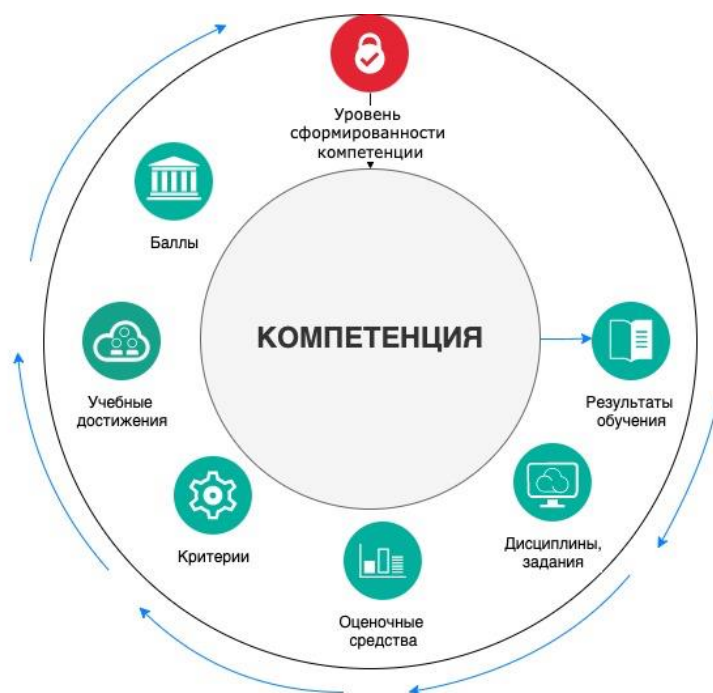 Уровень
сформированности
компетенции
Баллы
КОМПЕТЕНЦИЯ
Учебные
достижения
Результаты
обучения
Критерии
Дисциплины,
задания
Оценочные
средства